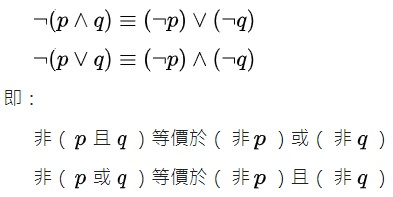 ¬(p ∧ q) ≡ (¬p) ∨ (¬q)
¬(p ∨ q) ≡ (¬p) ∧ (¬q)
即：
非（ p 且 q ）等價於（ 非 p ）或（ 非 q ）
非（ p 或 q ）等價於（ 非 p ）且（ 非 q ）